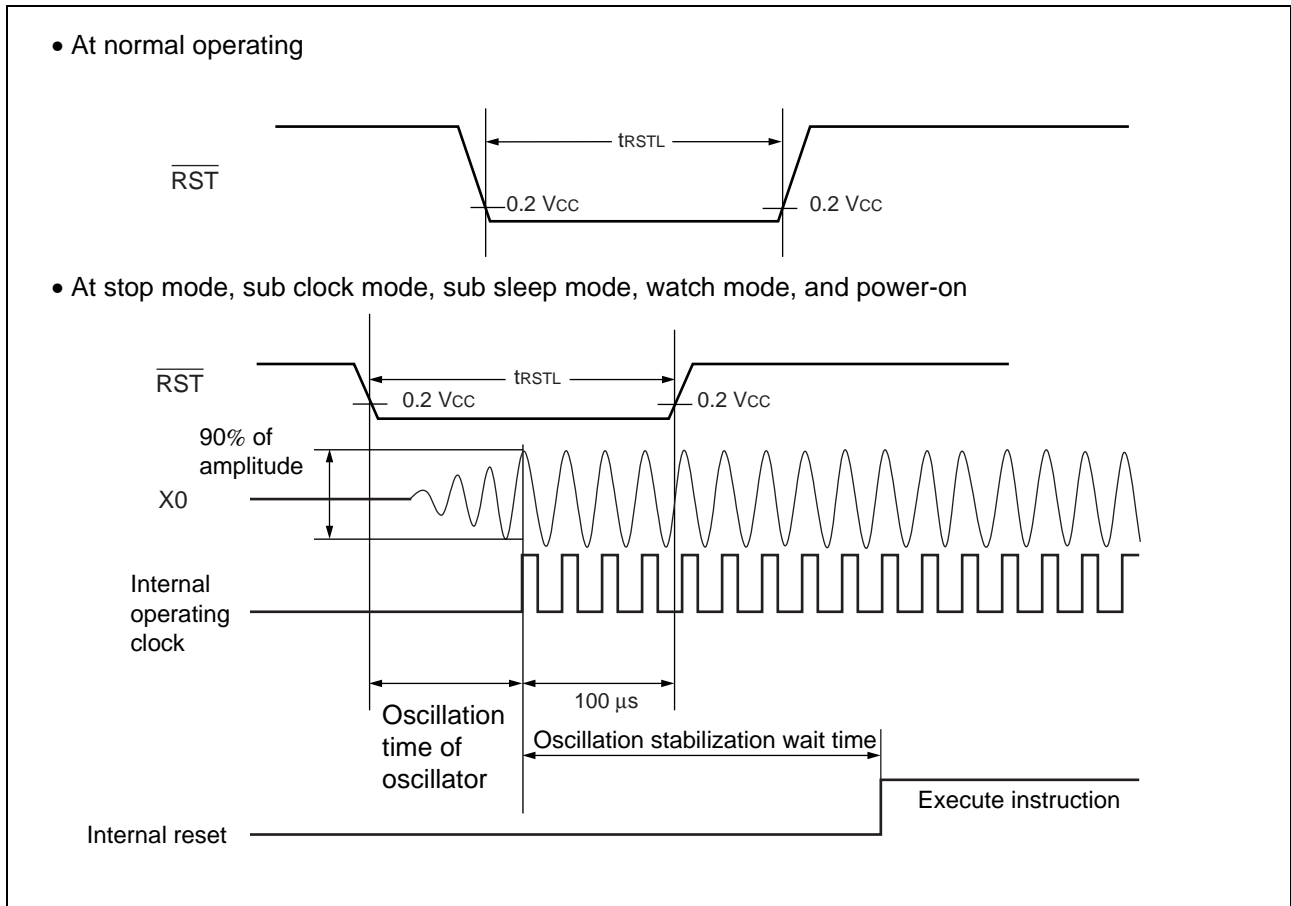 • At normal operating
tRSTL
RST
0.2 VCC
0.2 VCC
• At stop mode, sub clock mode, sub sleep mode, watch mode, and power-on
RST
tRSTL
0.2 VCC
0.2 VCC
90% of
amplitude
X0
Internal
operating
clock
100 μs
Oscillation
time of
oscillator
Oscillation stabilization wait time
Execute instruction
Internal reset